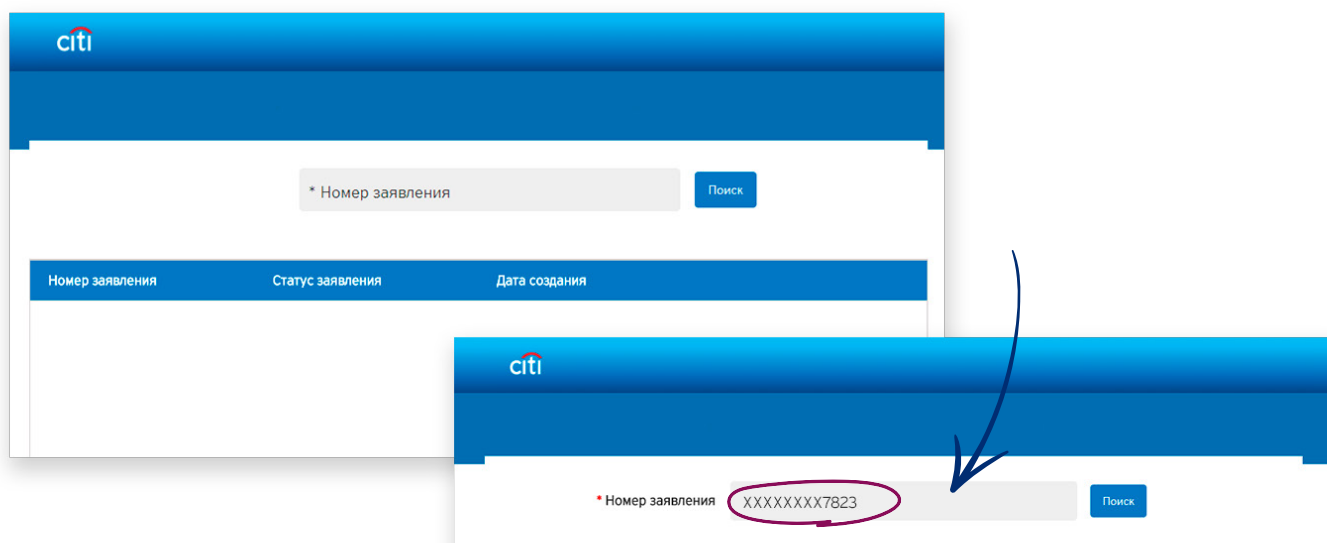 citi
* Номер заявления
Поиск
Номер заявления Статус заявления Дата создания
citi
* Номер заявления XXXXXXXX7823 Поиск